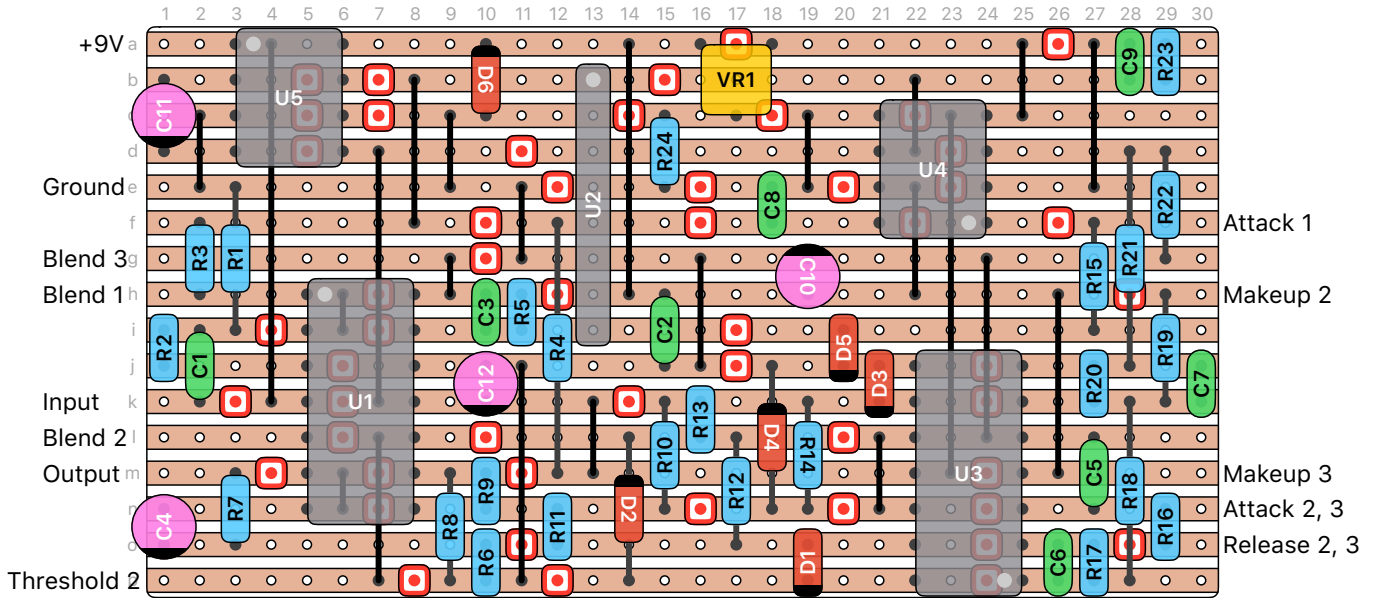 1 2 3 4 5 6 7 8 9 10 11 12 13 14 15 16 17 18 19 20 21 22 23 24 25 26 27 28 29 30
+9V a C9 R23
b D6 VR1
C11 U5
d R24 U4
Ground e U2 C8 R22
f Attack 1
Blend 3 g R3 R1 C10 R15 R21
Blend 1 h C3 R5 Makeup 2
i R2 C1 C2 R4 D5 R19
j C12 D3 R20 C7
Input k U1 R13
Blend 2 l R10 D4 R14
Output m R9 R12 U3 C5 R18 Makeup 3
C4 R7 D2 Attack 2, 3
o R8 R6 R11 D1 C6 R17 R16 Release 2, 3
Threshold 2